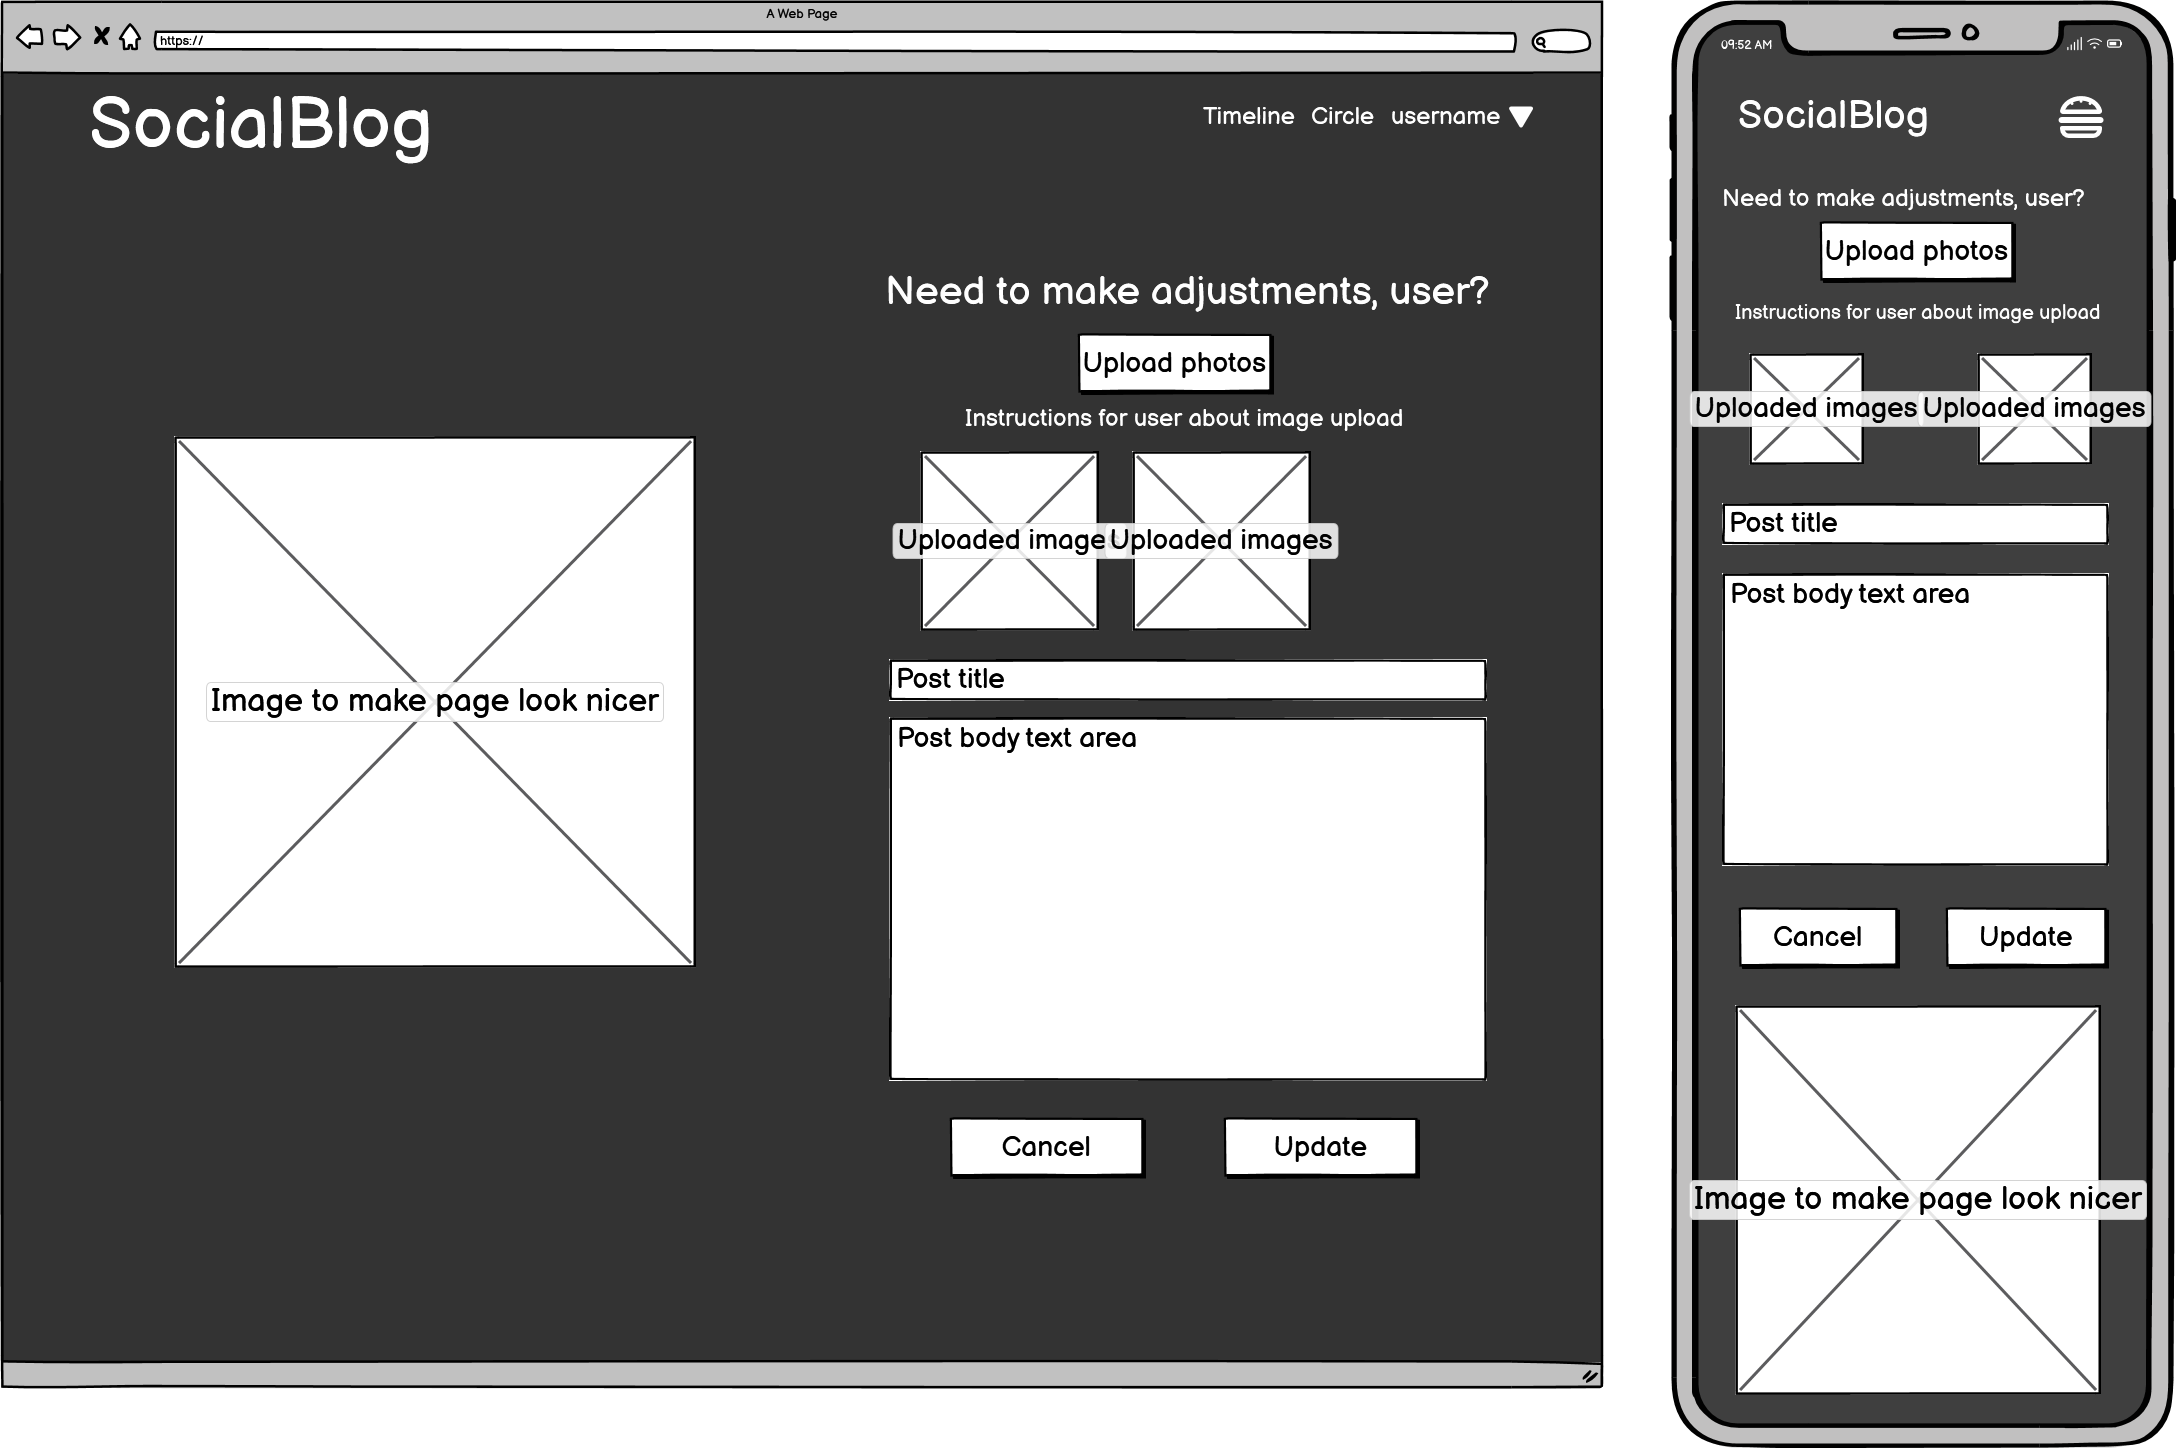 A Web Page
https://
SocialBlog
Timeline Circle username
Need to make adjustments, user?
Upload photos
Instructions for user about image upload
Uploaded images
Uploaded images
Image to make page look nicer
Post title
Post body text area
Cancel
Update
09:52 AM
SocialBlog
Need to make adjustments, user?
Upload photos
Instructions for user about image upload
Uploaded images
Uploaded images
Post title
Post body text area
Cancel
Update
Image to make page look nicer